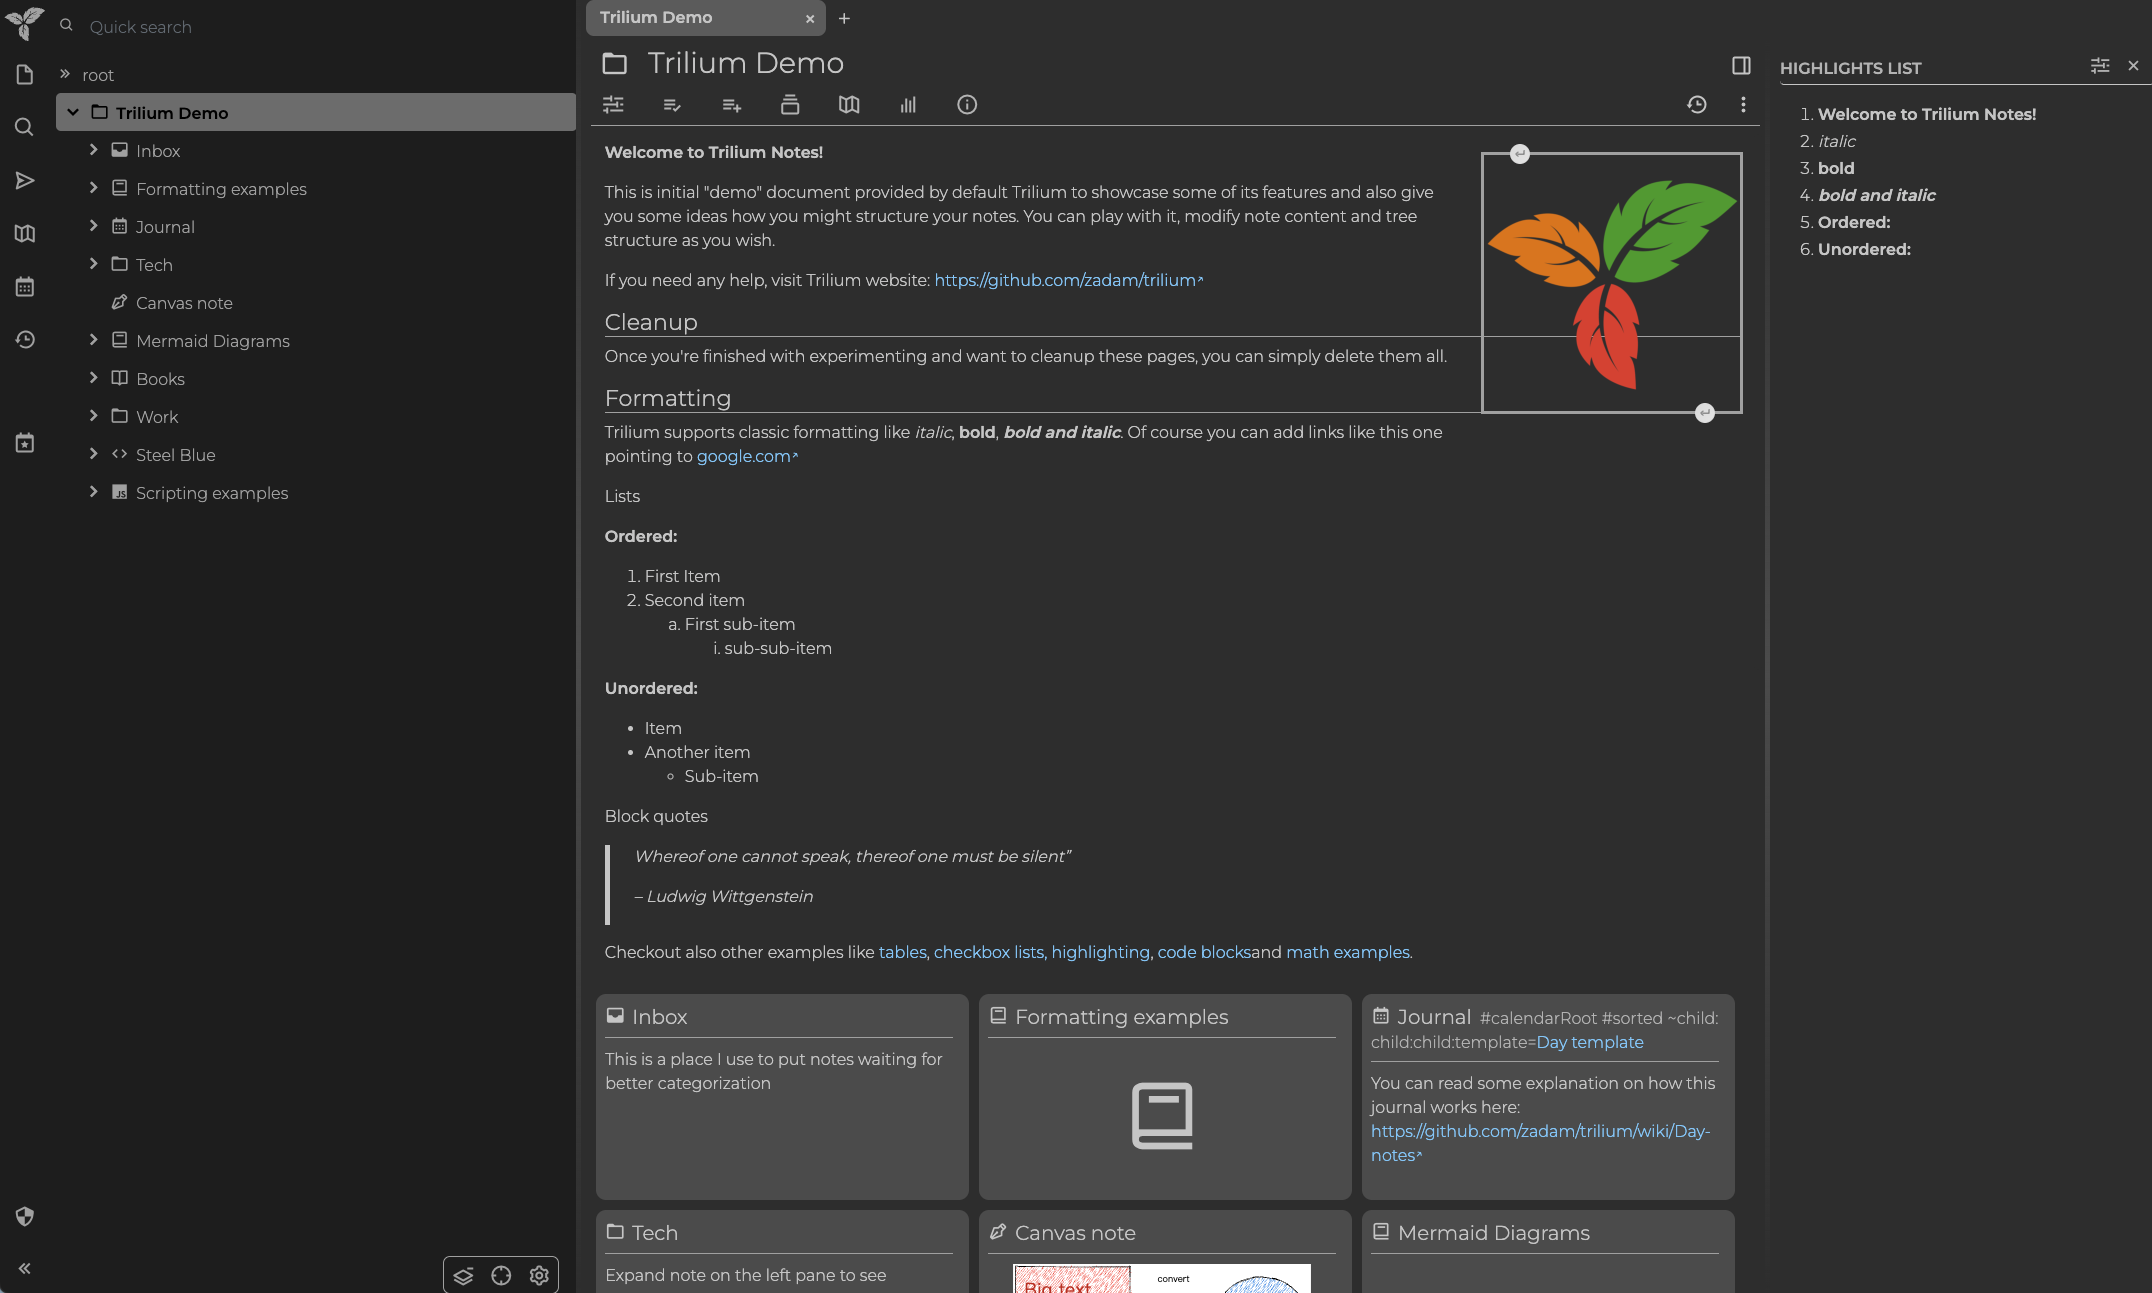 Quick search
root
Trilium Demo
Inbox
Formatting examples
Journal
Tech
Canvas note
Mermaid Diagrams
Books
Work
Steel Blue
Scripting examples
Trilium Demo
Trilium Demo
Welcome to Trilium Notes!
This is initial "demo" document provided by default Trilium to showcase some of its features and also give
you some ideas how you might structure your notes. You can play with it, modify note content and tree
structure as you wish.
If you need any help, visit Trilium website: https://github.com/zadam/trilium
Cleanup
Once you're finished with experimenting and want to cleanup these pages, you can simply delete them all.
Formatting
Trilium supports classic formatting like italic, bold, bold and italic. Of course you can add links like this one
pointing to google.com
Lists
Ordered:
1. First Item
2. Second item
a. First sub-item
i. sub-sub-item
Unordered:
• Item
• Another item
◦ Sub-item
Block quotes
Whereof one cannot speak, thereof one must be silent”
– Ludwig Wittgenstein
Checkout also other examples like tables, checkbox lists, highlighting, code blocksand math examples.
Inbox
This is a place I use to put notes waiting for
better categorization
Formatting examples
Journal #calendarRoot #sorted ~child:
child:child:template=Day template
You can read some explanation on how this
journal works here:
https://github.com/zadam/trilium/wiki/Day-
notes
Tech
Expand note on the left pane to see
Canvas note
Big text
convert
Mermaid Diagrams
HIGHLIGHTS LIST
1. Welcome to Trilium Notes!
2. italic
3. bold
4. bold and italic
5. Ordered:
6. Unordered: